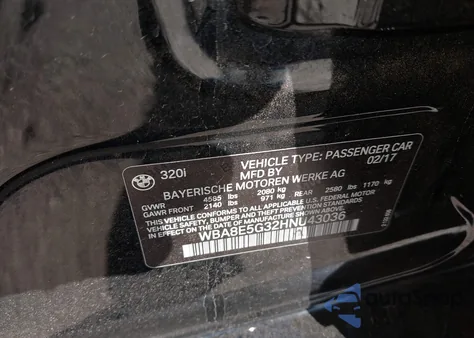 320i VEHICLE TYPE: PASSENGER CAR
MFD BY 02/17
BAYERISCHE MOTOREN WERKE AG
GVWR 4585 lbs 2080 kg
GAWR FRONT 2140 lbs 971 kg REAR 2580 lbs 1170 kg
THIS VEHICLE CONFORMS TO ALL APPLICABLE U.S. FEDERAL MOTOR
VEHICLE SAFETY, BUMPER AND THEFT PREVENTION STANDARDS
IN EFFECT ON THE DATE OF MANUFACTURE SHOWN ABOVE.
WBA8E5G32HNU43036